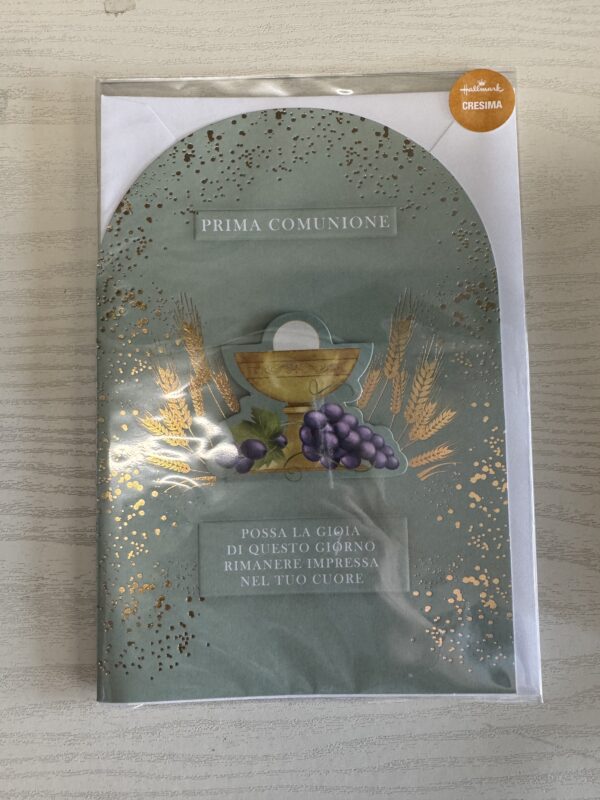 Hallmark
CRESIMA
PRIMA COMUNIONE
POSSA LA GIOIA
DI QUESTO GIORNO
RIMANERE IMPRESSA
NEL TUO CUORE